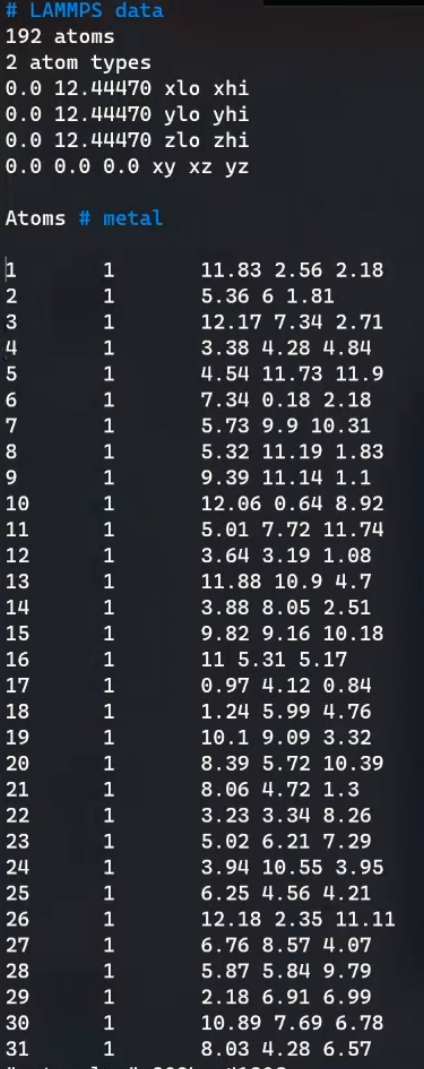 # LAMMPS data
192 atoms
2 atom types
0.0 12.44470 xlo xhi
0.0 12.44470 ylo yhi
0.0 12.44470 zlo zhi
0.0 0.0 0.0 xy xz yz
Atoms # metal
1 1 11.83 2.56 2.18
2 1 5.36 6 1.81
3 1 12.17 7.34 2.71
4 1 3.38 4.28 4.84
5 1 4.54 11.73 11.9
6 1 7.34 0.18 2.18
7 1 5.73 9.9 10.31
8 1 5.32 11.19 1.83
9 1 9.39 11.14 1.1
10 1 12.06 0.64 8.92
11 1 5.01 7.72 11.74
12 1 3.64 3.19 1.08
13 1 11.88 10.9 4.7
14 1 3.88 8.05 2.51
15 1 9.82 9.16 10.18
16 1 11 5.31 5.17
17 1 0.97 4.12 0.84
18 1 1.24 5.99 4.76
19 1 10.1 9.09 3.32
20 1 8.39 5.72 10.39
21 1 8.06 4.72 1.3
22 1 3.23 3.34 8.26
23 1 5.02 6.21 7.29
24 1 3.94 10.55 3.95
25 1 6.25 4.56 4.21
26 1 12.18 2.35 11.11
27 1 6.76 8.57 4.07
28 1 5.87 5.84 9.79
29 1 2.18 6.91 6.99
30 1 10.89 7.69 6.78
31 1 8.03 4.28 6.57